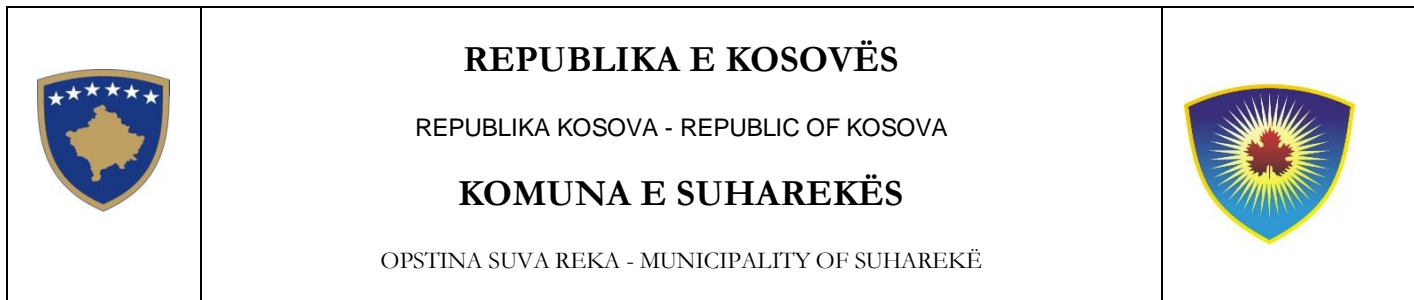 REPUBLIKA E KOSOVËS
REPUBLIKA KOSOVA - REPUBLIC OF KOSOVA
KOMUNA E SUHAREKËS
OPSTINA SUVA REKA - MUNICIPALITY OF SUHAREKË